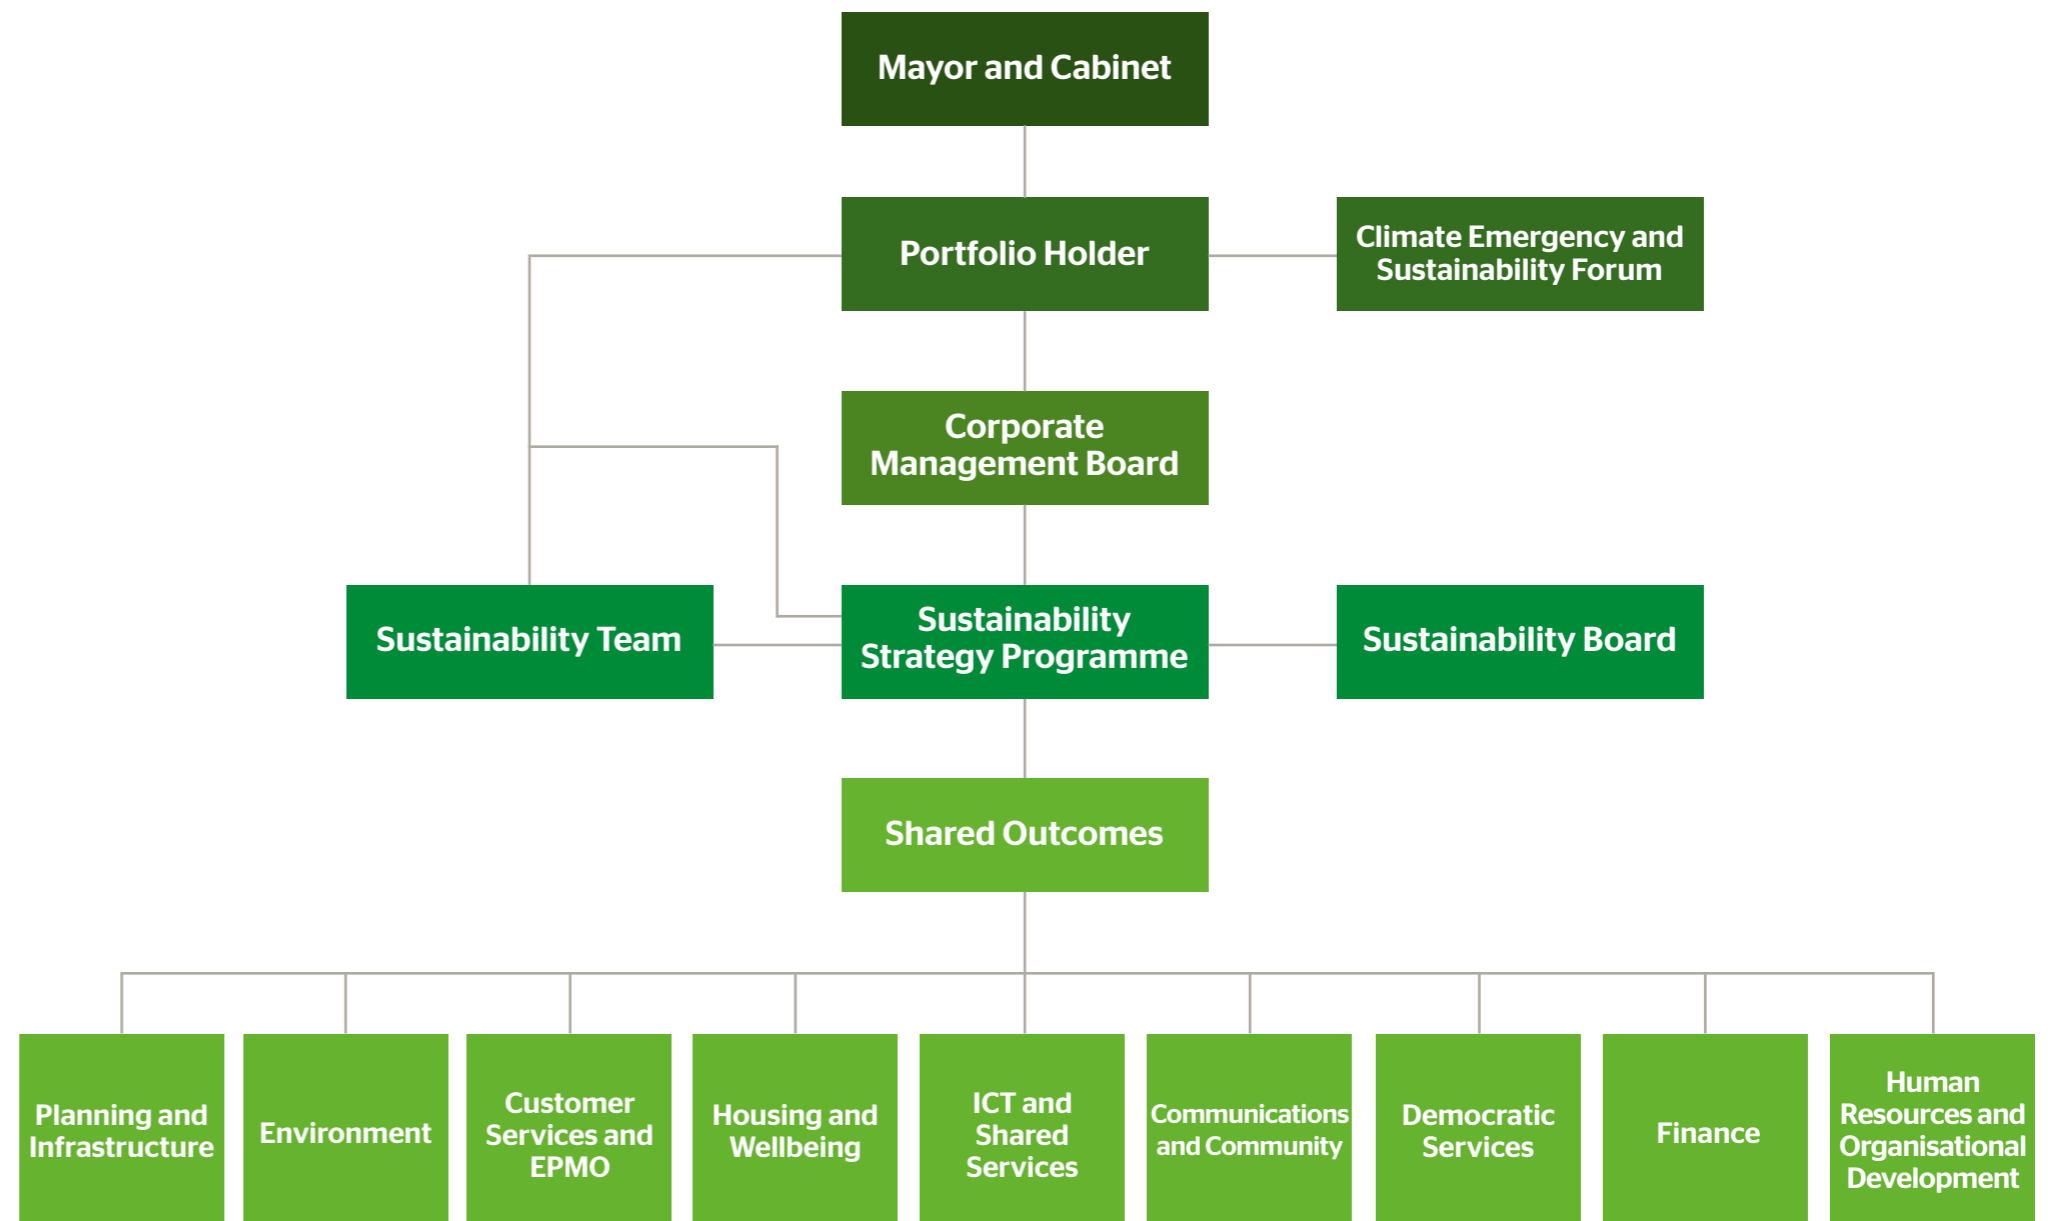 Mayor and Cabinet
Portfolio Holder
Climate Emergency and
Sustainability Forum
Corporate
Management Board
Sustainability Team
Sustainability
Strategy Programme
Sustainability Board
Shared Outcomes
Planning and
Infrastructure
Environment
Customer
Services and
EPMO
Housing and
Wellbeing
ICT and
Shared
Services
Communications
and Community
Democratic
Services
Finance
Human
Resources and
Organisational
Development